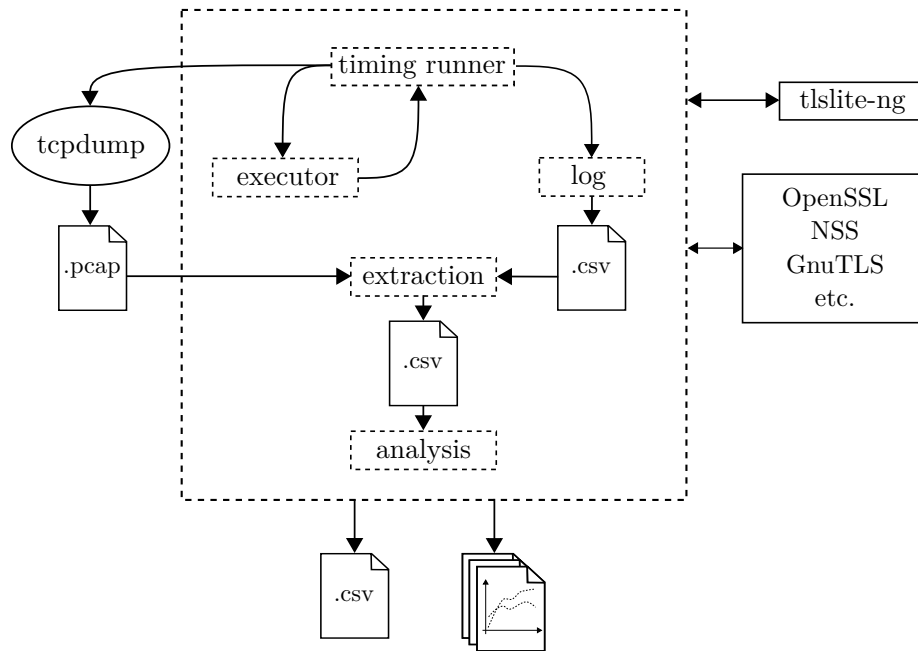 timing runner
tlslite-ng
tcpdump
executor
log
OpenSSL
NSS
GnuTLS
etc.
.pcap
extraction
.csv
.csv
analysis
.csv